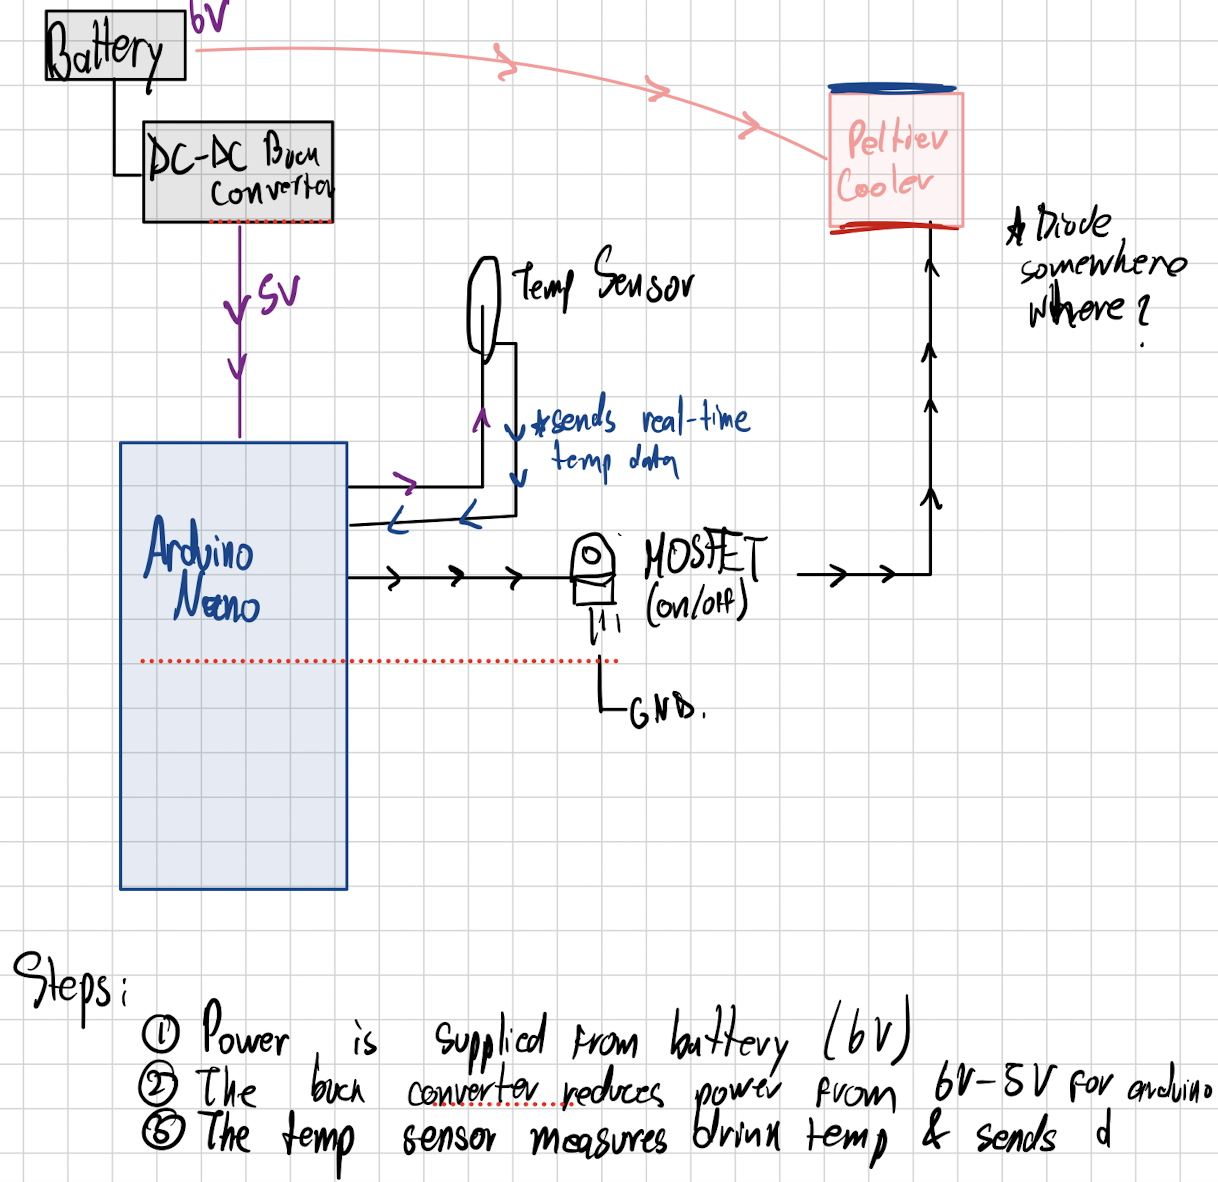 6V
Battery
DC-DC Buck
Converter
5V
Peltier
Cooler
* Diode
somewhere
where?
Temp Sensor
*sends real-time
temp data
Arduino
Nano
MOSFET
(on/off)
GND.
Steps:
① Power is supplied from battery (6V)
② The buck converter reduces power from 6V-5V for arduino
③ The temp sensor measures drink temp & sends d